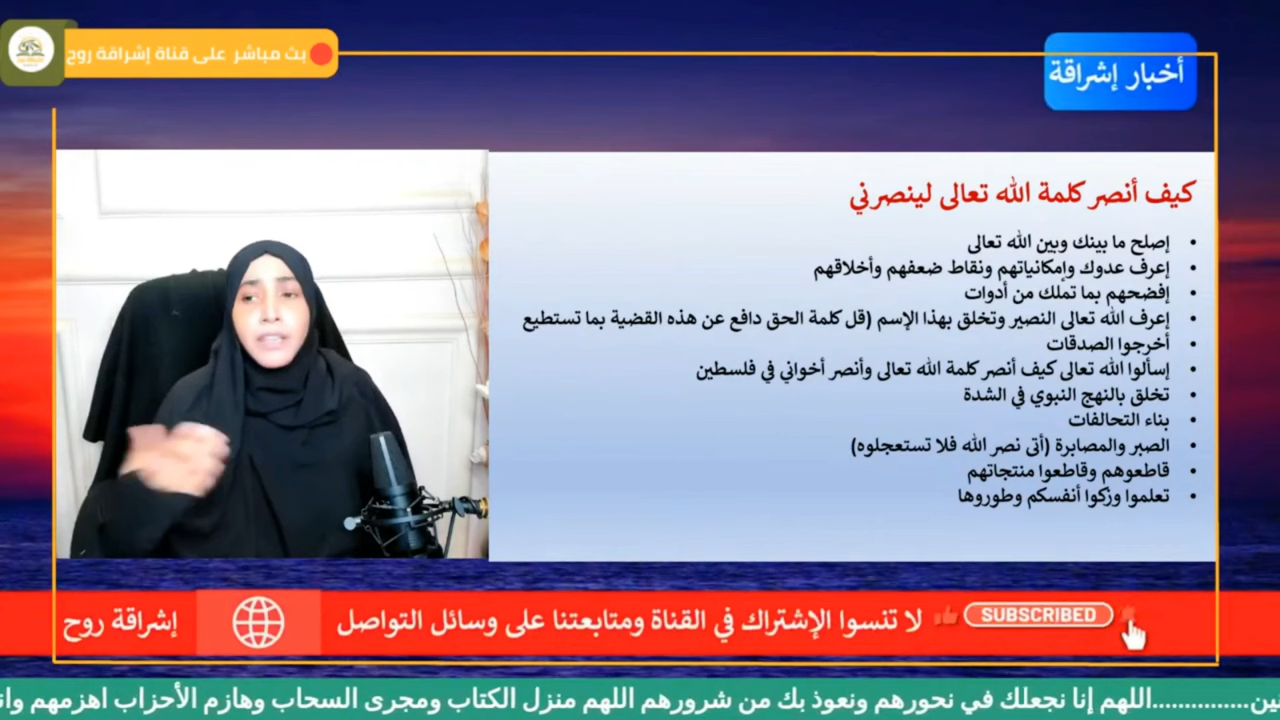 بث مباشر على قناة إشراقة روح
أخبار إشراقة
كيف أنصر كلمة الله تعالى لينصرني
• إصلح ما بينك وبين الله تعالى
• إعرف عدوك وإمكانياتهم ونقاط ضعفهم وأخلاقهم
• إفضحهم بما تملك من أدوات
• إعرف الله تعالى النصير وتخلق بهذا الإسم (قل كلمة الحق دافع عن هذه القضية بما تستطيع
• أخرجوا الصدقات
• إسألوا الله تعالى كيف أنصر كلمة الله تعالى وأنصر أخواني في فلسطين
• تخلق بالنهج النبوي في الشدة
• بناء التحالفات
• الصبر والمصابرة (أتى نصر الله فلا تستعجلوه)
• قاطعوهم وقاطعوا منتجاتهم
• تعلموا وزكوا أنفسكم وطوروها
SUBSCRIBED لا تنسوا الإشتراك في القناة ومتابعتنا على وسائل التواصل
إشراقة روح
اللهم إنا نجعلك في نحورهم ونعوذ بك من شرورهم اللهم منزل الكتاب ومجرى السحاب وهازم الأحزاب اهزمهم